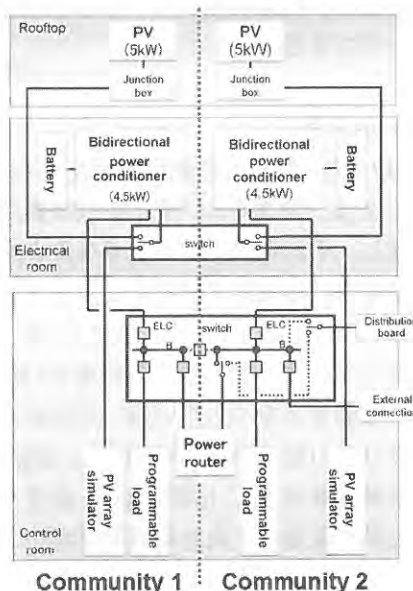 Rooftop
PV
(5kW)
Junction
box
PV
(5kW)
Junction
box
Battery
Bidirectional
power
conditioner
(4.5kW)
Bidirectional
power
conditioner
(4.5kW)
Battery
switch
Electrical
room
ELC
switch
ELC
B
B
Distribution
board
External
connection
Power
router
PV array
simulator
Programmable
load
Programmable
load
PV array
simulator
Control
room
Community 1
Community 2